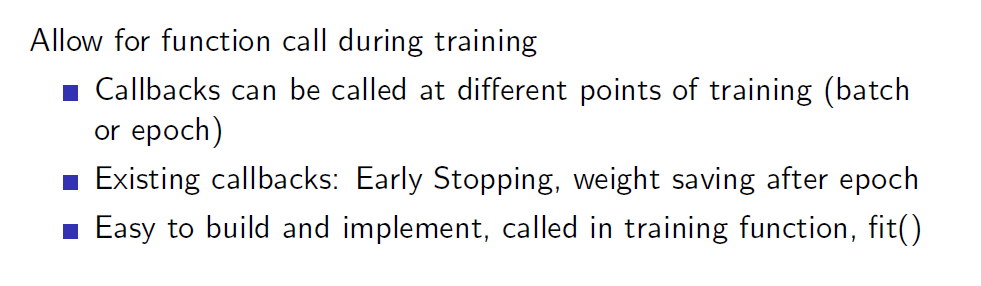 Allow for function call during training
Callbacks can be called at different points of training (batch
or epoch)
Existing callbacks: Early Stopping, weight saving after epoch
Easy to build and implement, called in training function, fit()